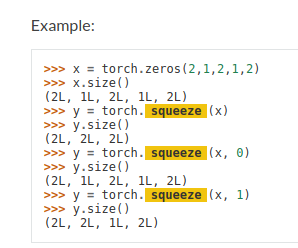 Example:
>>> x = torch.zeros(2,1,2,1,2)
>>> x.size()
(2L, 1L, 2L, 1L, 2L)
>>> y = torch.squeeze(x)
>>> y.size()
(2L, 2L, 2L)
>>> y = torch.squeeze(x, 0)
>>> y.size()
(2L, 1L, 2L, 1L, 2L)
>>> y = torch.squeeze(x, 1)
>>> y.size()
(2L, 2L, 1L, 2L)